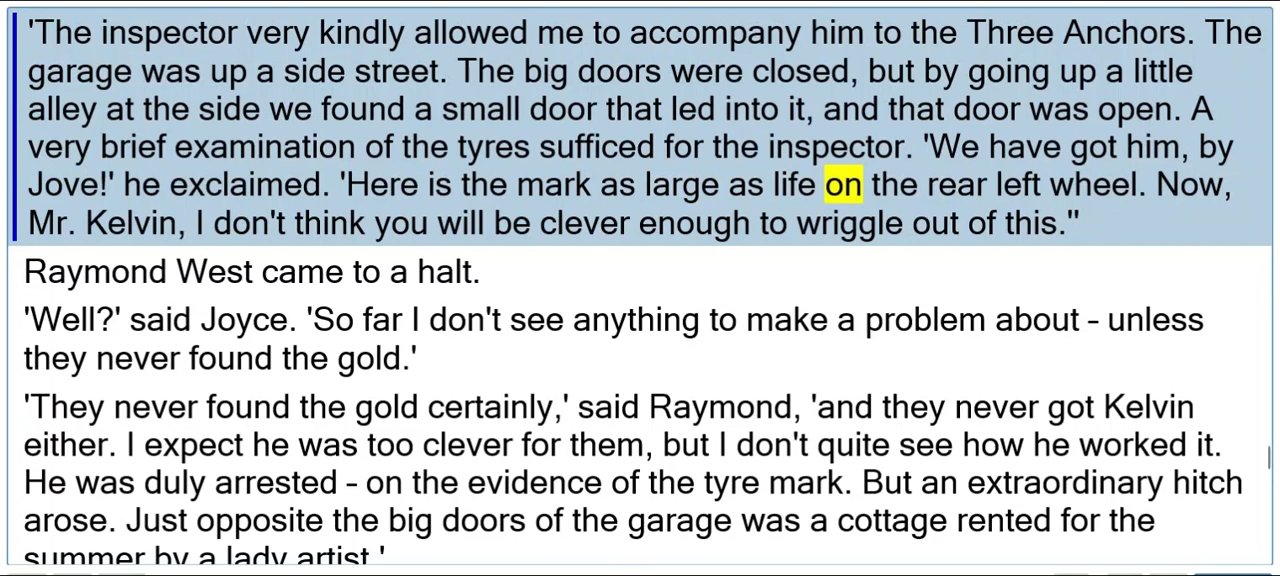 'The inspector very kindly allowed me to accompany him to the Three Anchors. The
garage was up a side street. The big doors were closed, but by going up a little
alley at the side we found a small door that led into it, and that door was open. A
very brief examination of the tyres sufficed for the inspector. 'We have got him, by
Jove!' he exclaimed. 'Here is the mark as large as life on the rear left wheel. Now,
Mr. Kelvin, I don't think you will be clever enough to wriggle out of this.''
Raymond West came to a halt.
'Well?' said Joyce. 'So far I don't see anything to make a problem about – unless
they never found the gold.'
'They never found the gold certainly,' said Raymond, 'and they never got Kelvin
either. I expect he was too clever for them, but I don't quite see how he worked it.
He was duly arrested – on the evidence of the tyre mark. But an extraordinary hitch
arose. Just opposite the big doors of the garage was a cottage rented for the
summer by a lady artist.'